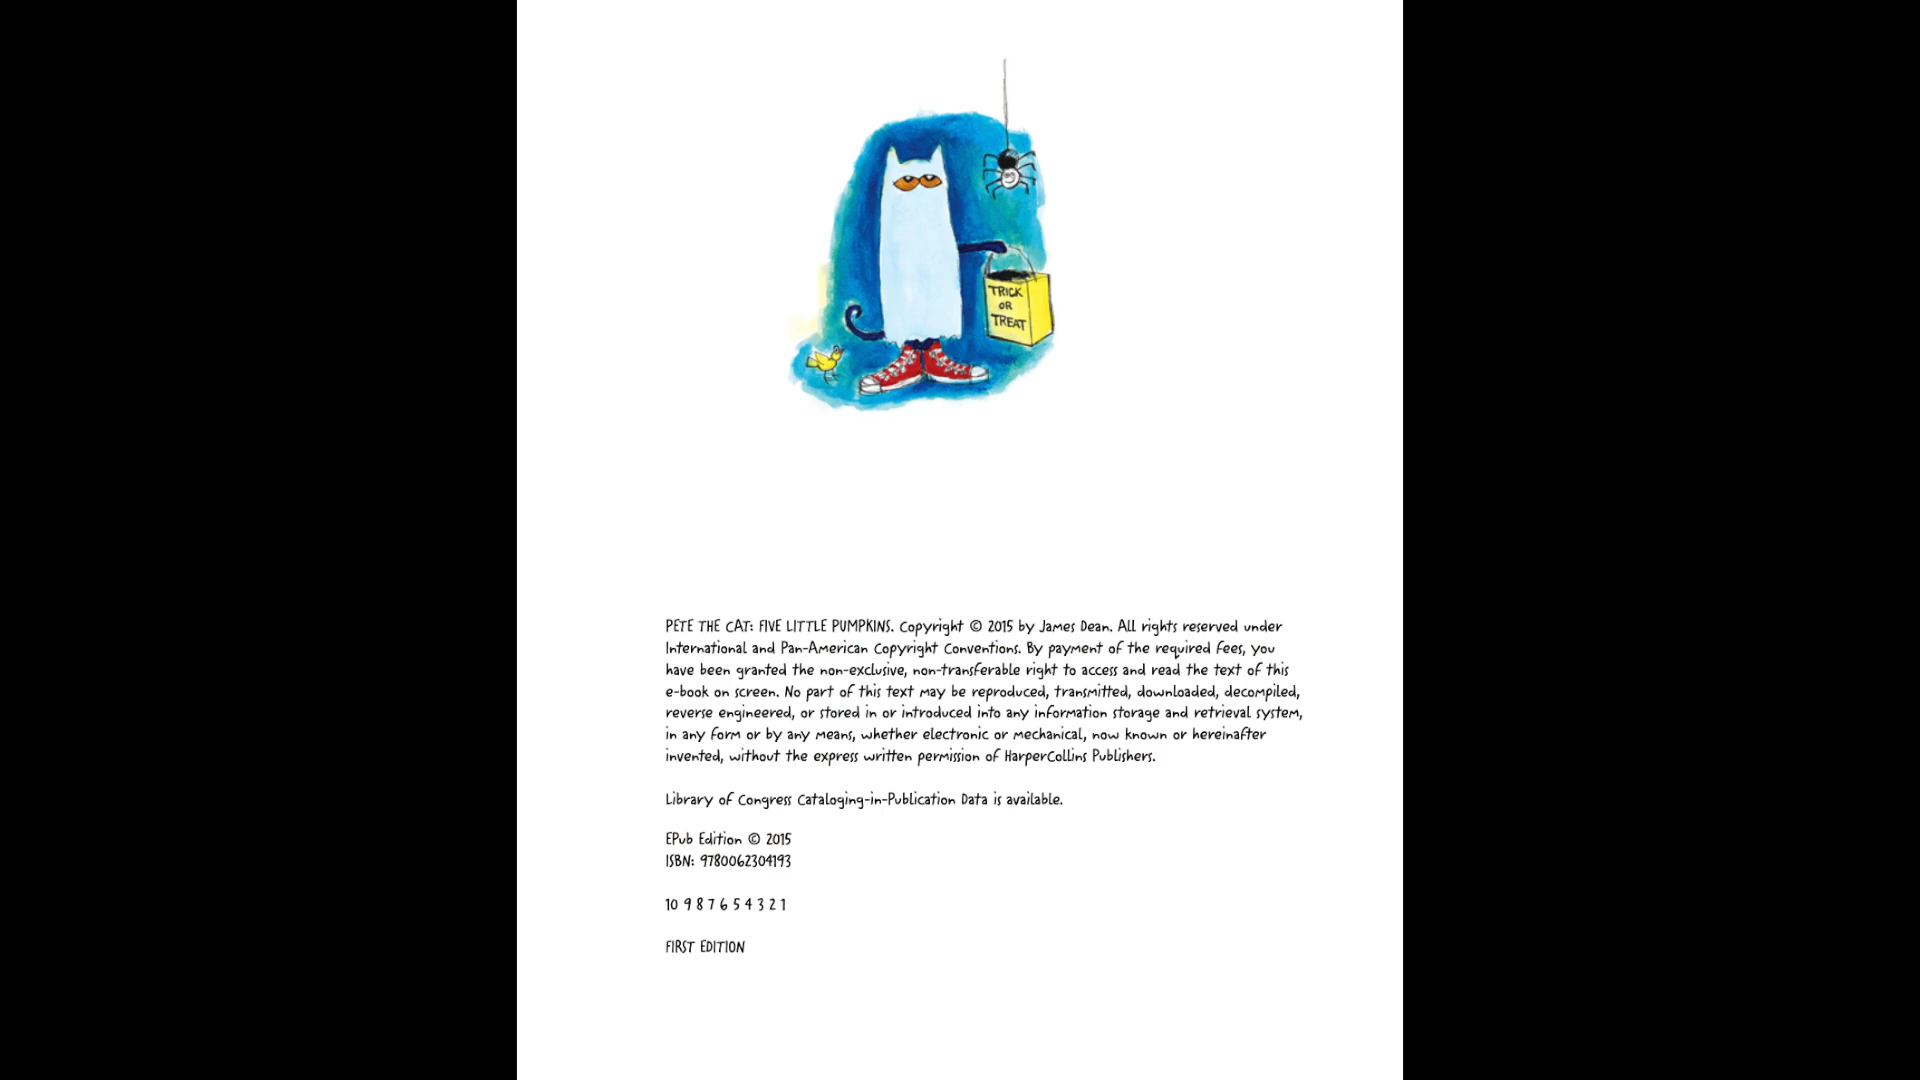 TRICK
OR
TREAT
PETE THE CAT: FIVE LITTLE PUMPKINS. Copyright © 2015 by James Dean. All rights reserved under
International and Pan-American Copyright Conventions. By payment of the required fees, you
have been granted the non-exclusive, non-transferable right to access and read the text of this
e-book on screen. No part of this text may be reproduced, transmitted, downloaded, decompiled,
reverse engineered, or stored in or introduced into any information storage and retrieval system,
in any form or by any means, whether electronic or mechanical, now known or hereinafter
invented, without the express written permission of HarperCollins Publishers.
Library of Congress Cataloging-in-Publication Data is available.
EPub Edition © 2015
ISBN: 9780062304193
10 9 8 7 6 5 4 3 2 1
FIRST EDITION